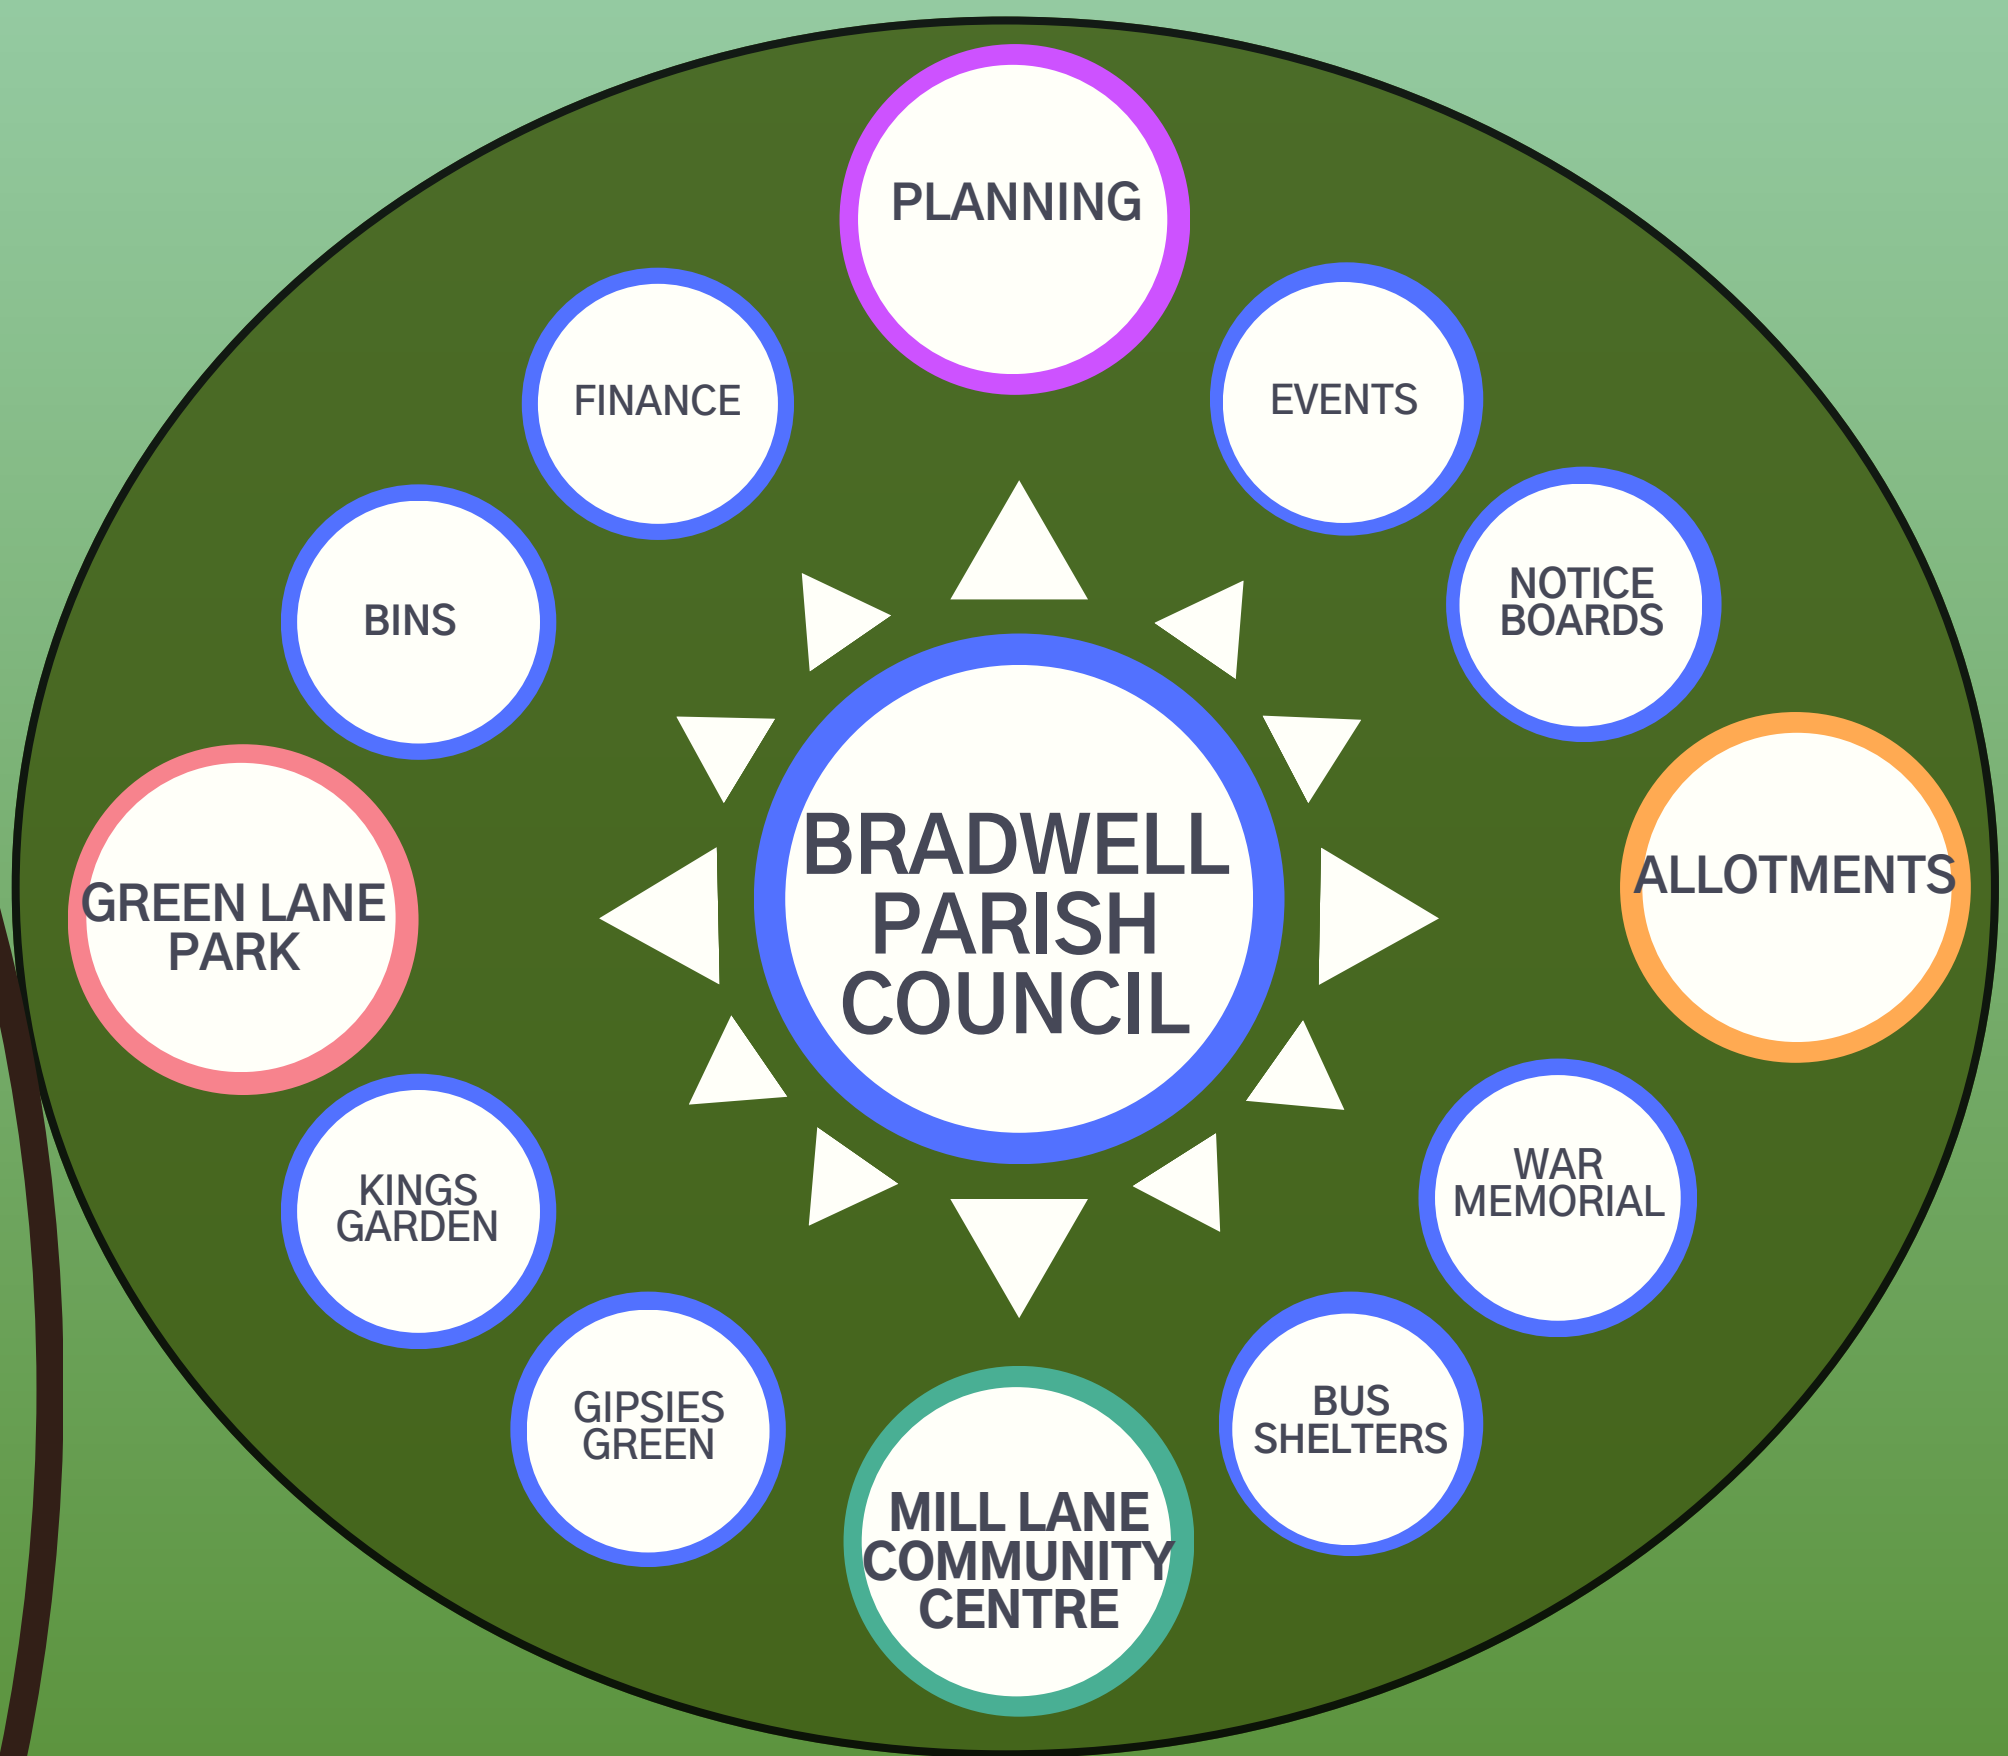 PLANNING
FINANCE
EVENTS
BINS
NOTICE
BOARDS
GREEN LANE
PARK
BRADWELL
PARISH
COUNCIL
ALLOTMENTS
KINGS
GARDEN
WAR
MEMORIAL
GIPSIES
GREEN
BUS
SHELTERS
MILL LANE
COMMUNITY
CENTRE